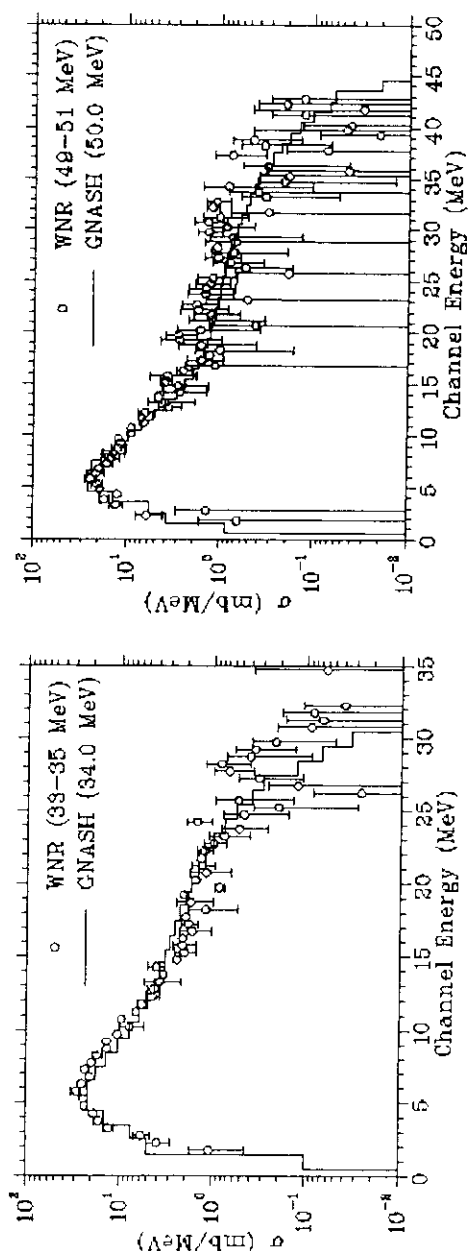 WNR (33-35 MeV)
GNASH (34.0 MeV)
σ (mb/MeV)
10²
10¹
10⁰
10⁻¹
10⁻²
0 5 10 15 20 25 30 35
Channel Energy (MeV)
WNR (49-51 MeV)
GNASH (50.0 MeV)
σ (mb/MeV)
10²
10¹
10⁰
10⁻¹
10⁻²
0 5 10 15 20 25 30 35 40 45 50
Channel Energy (MeV)